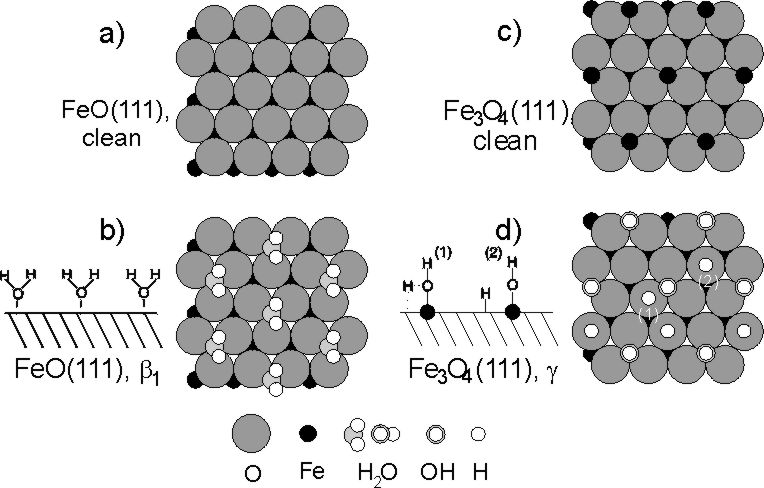 a)
FeO(111),
clean
c)
Fe3O4(111),
clean
b)
H H H H H H
O O O
FeO(111), β1
d)
H (1) (2) H
H O O
H
Fe3O4(111), γ
(2)
(1)
O Fe H2O OH H